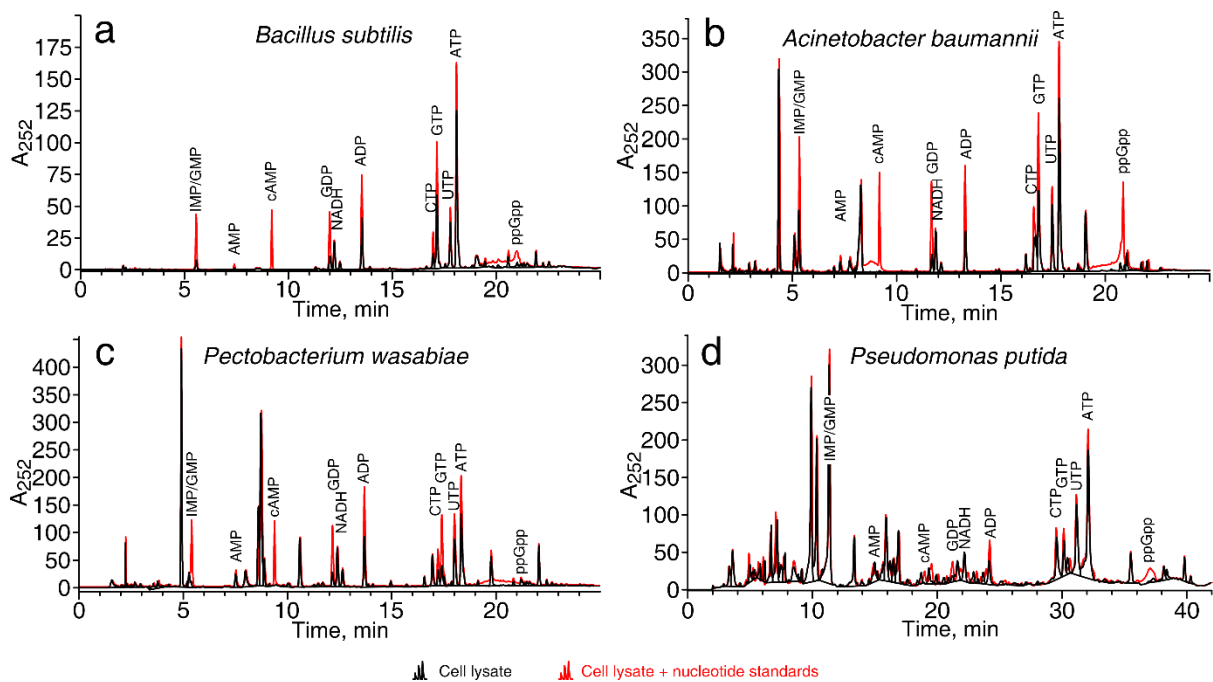 a
Bacillus subtilis
A252
175
150
125
100
75
50
25
0
IMP/GMP
AMP
cAMP
GDP
NADH
ADP
CTP
GTP
UTP
ATP
ppGpp
0 5 10 15 20
Time, min
b
Acinetobacter baumannii
A252
350
300
250
200
150
100
50
0
IMP/GMP
AMP
cAMP
GDP
NADH
ADP
CTP
GTP
UTP
ATP
ppGpp
0 5 10 15 20
Time, min
c
Pectobacterium wasabiae
A252
400
350
300
250
200
150
100
50
0
IMP/GMP
AMP
cAMP
GDP
NADH
ADP
CTP
GTP
UTP
ATP
ppGpp
0 5 10 15 20
Time, min
d
Pseudomonas putida
A252
300
250
200
150
100
50
0
IMP/GMP
AMP
cAMP
GDP
NADH
ADP
CTP
GTP
UTP
ATP
ppGpp
0 10 20 30 40
Time, min
Cell lysate
Cell lysate + nucleotide standards